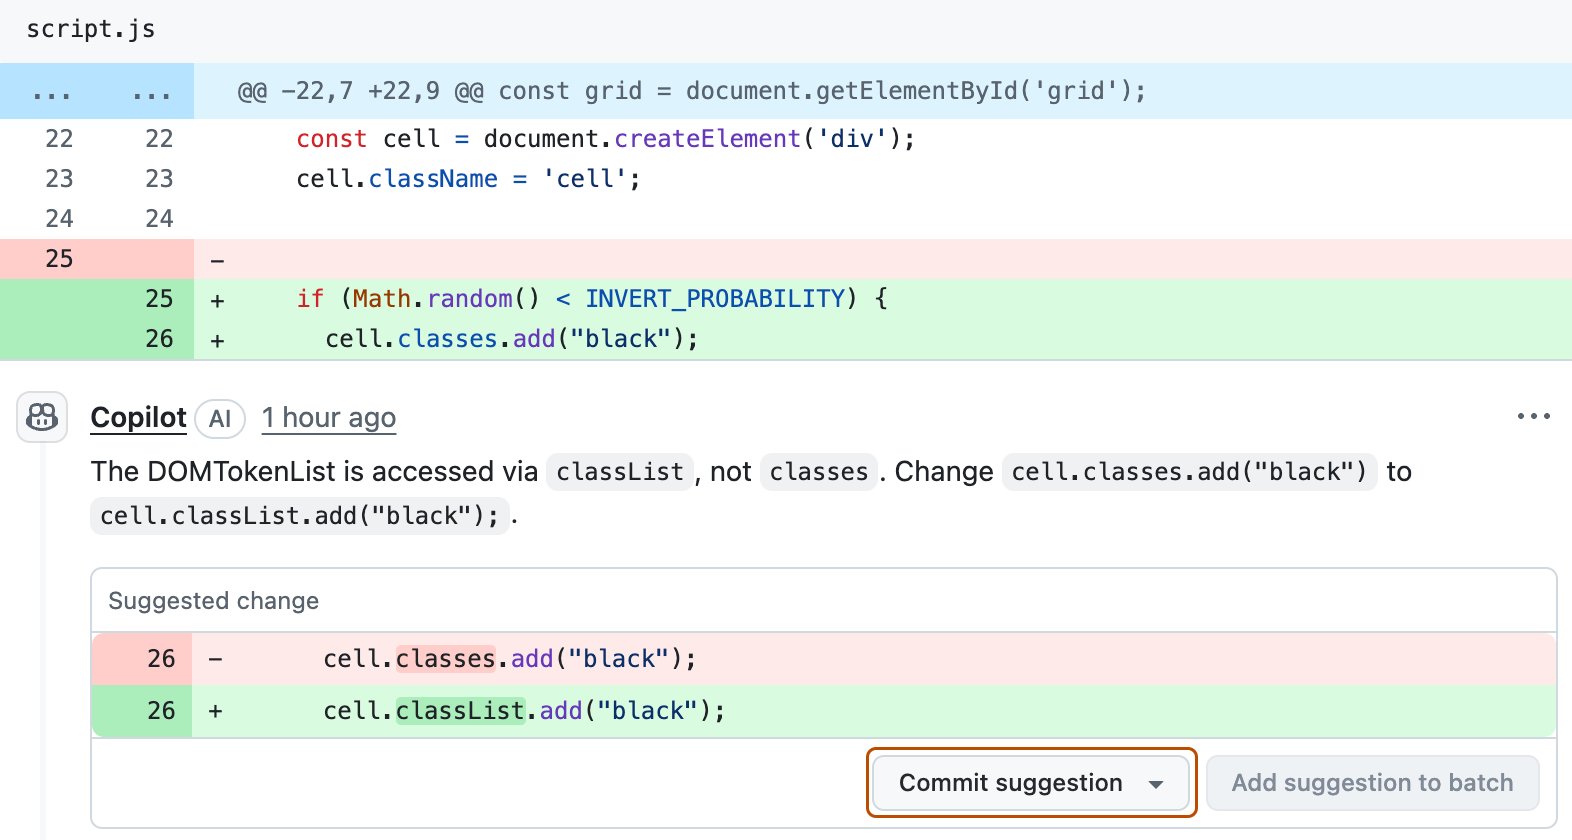 script.js
... ... @@ -22,7 +22,9 @@ const grid = document.getElementById('grid');
22 22 const cell = document.createElement('div');
23 23 cell.className = 'cell';
24 24
25 -
25 + if (Math.random() < INVERT_PROBABILITY) {
26 + cell.classes.add("black");
Copilot AI 1 hour ago ...
The DOMTokenList is accessed via classList, not classes. Change cell.classes.add("black") to
cell.classList.add("black");.
Suggested change
26 - cell.classes.add("black");
26 + cell.classList.add("black");
Commit suggestion Add suggestion to batch